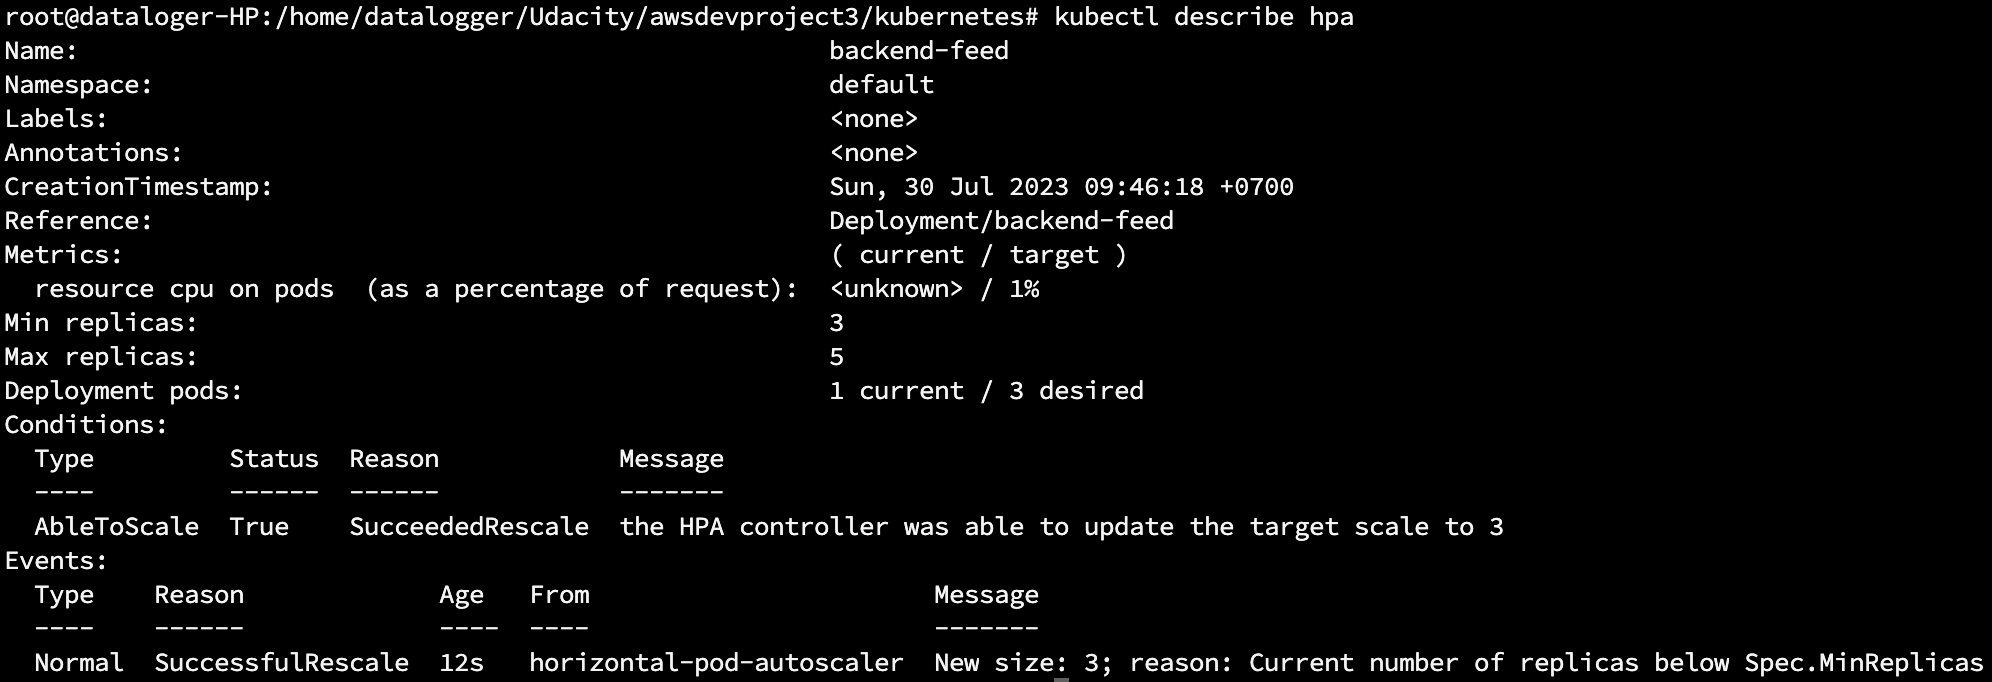 root@dataloger-HP:/home/datalogger/Udacity/awsdevproject3/kubernetes# kubectl describe hpa
Name:                                                  backend-feed
Namespace:                                             default
Labels:                                                <none>
Annotations:                                           <none>
CreationTimestamp:                                     Sun, 30 Jul 2023 09:46:18 +0700
Reference:                                             Deployment/backend-feed
Metrics:                                               ( current / target )
  resource cpu on pods  (as a percentage of request):  <unknown> / 1%
Min replicas:                                          3
Max replicas:                                          5
Deployment pods:                                       1 current / 3 desired
Conditions:
  Type         Status  Reason            Message
  ----         ------  ------            -------
  AbleToScale  True    SucceededRescale  the HPA controller was able to update the target scale to 3
Events:
  Type    Reason             Age   From                       Message
  ----    ------             ----  ----                       -------
  Normal  SuccessfulRescale  12s   horizontal-pod-autoscaler  New size: 3; reason: Current number of replicas below Spec.MinReplicas